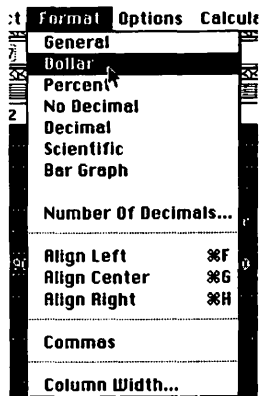 Format Options Calcula
General
Dollar
Percent
No Decimal
Decimal
Scientific
Bar Graph
Number Of Decimals...
Align Left ⌘F
Align Center ⌘G
Align Right ⌘H
Commas
Column Width...